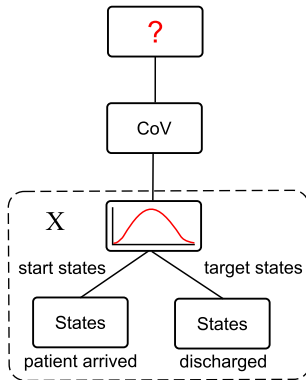 ?
CoV
X
start states
target states
States
States
patient arrived
discharged